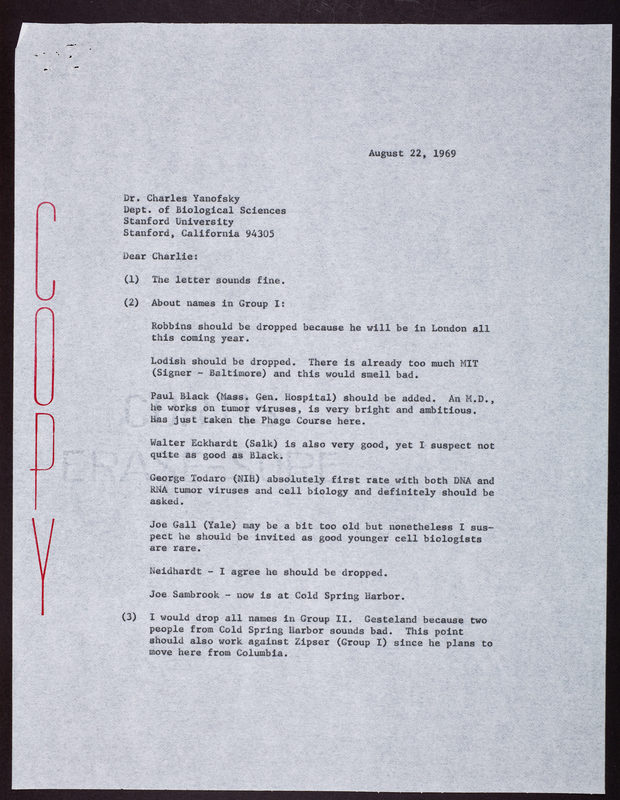 August 22, 1969
Dr. Charles Yanofsky
Dept. of Biological Sciences
Stanford University
Stanford, California 94305
Dear Charlie:
(1) The letter sounds fine.
(2) About names in Group I:
Robbins should be dropped because he will be in London all
this coming year.
Lodish should be dropped. There is already too much MIT
(Signer - Baltimore) and this would smell bad.
Paul Black (Mass. Gen. Hospital) should be added. An M.D.,
he works on tumor viruses, is very bright and ambitious.
Has just taken the Phage Course here.
Walter Eckhardt (Salk) is also very good, yet I suspect not
quite as good as Black.
George Todaro (NIH) absolutely first rate with both DNA and
RNA tumor viruses and cell biology and definitely should be
asked.
Joe Gall (Yale) may be a bit too old but nonetheless I sus-
pect he should be invited as good younger cell biologists
are rare.
Neidhardt - I agree he should be dropped.
Joe Sambrook - now is at Cold Spring Harbor.
(3) I would drop all names in Group II. Gesteland because two
people from Cold Spring Harbor sounds bad. This point
should also work against Zipser (Group I) since he plans to
move here from Columbia.
COPY